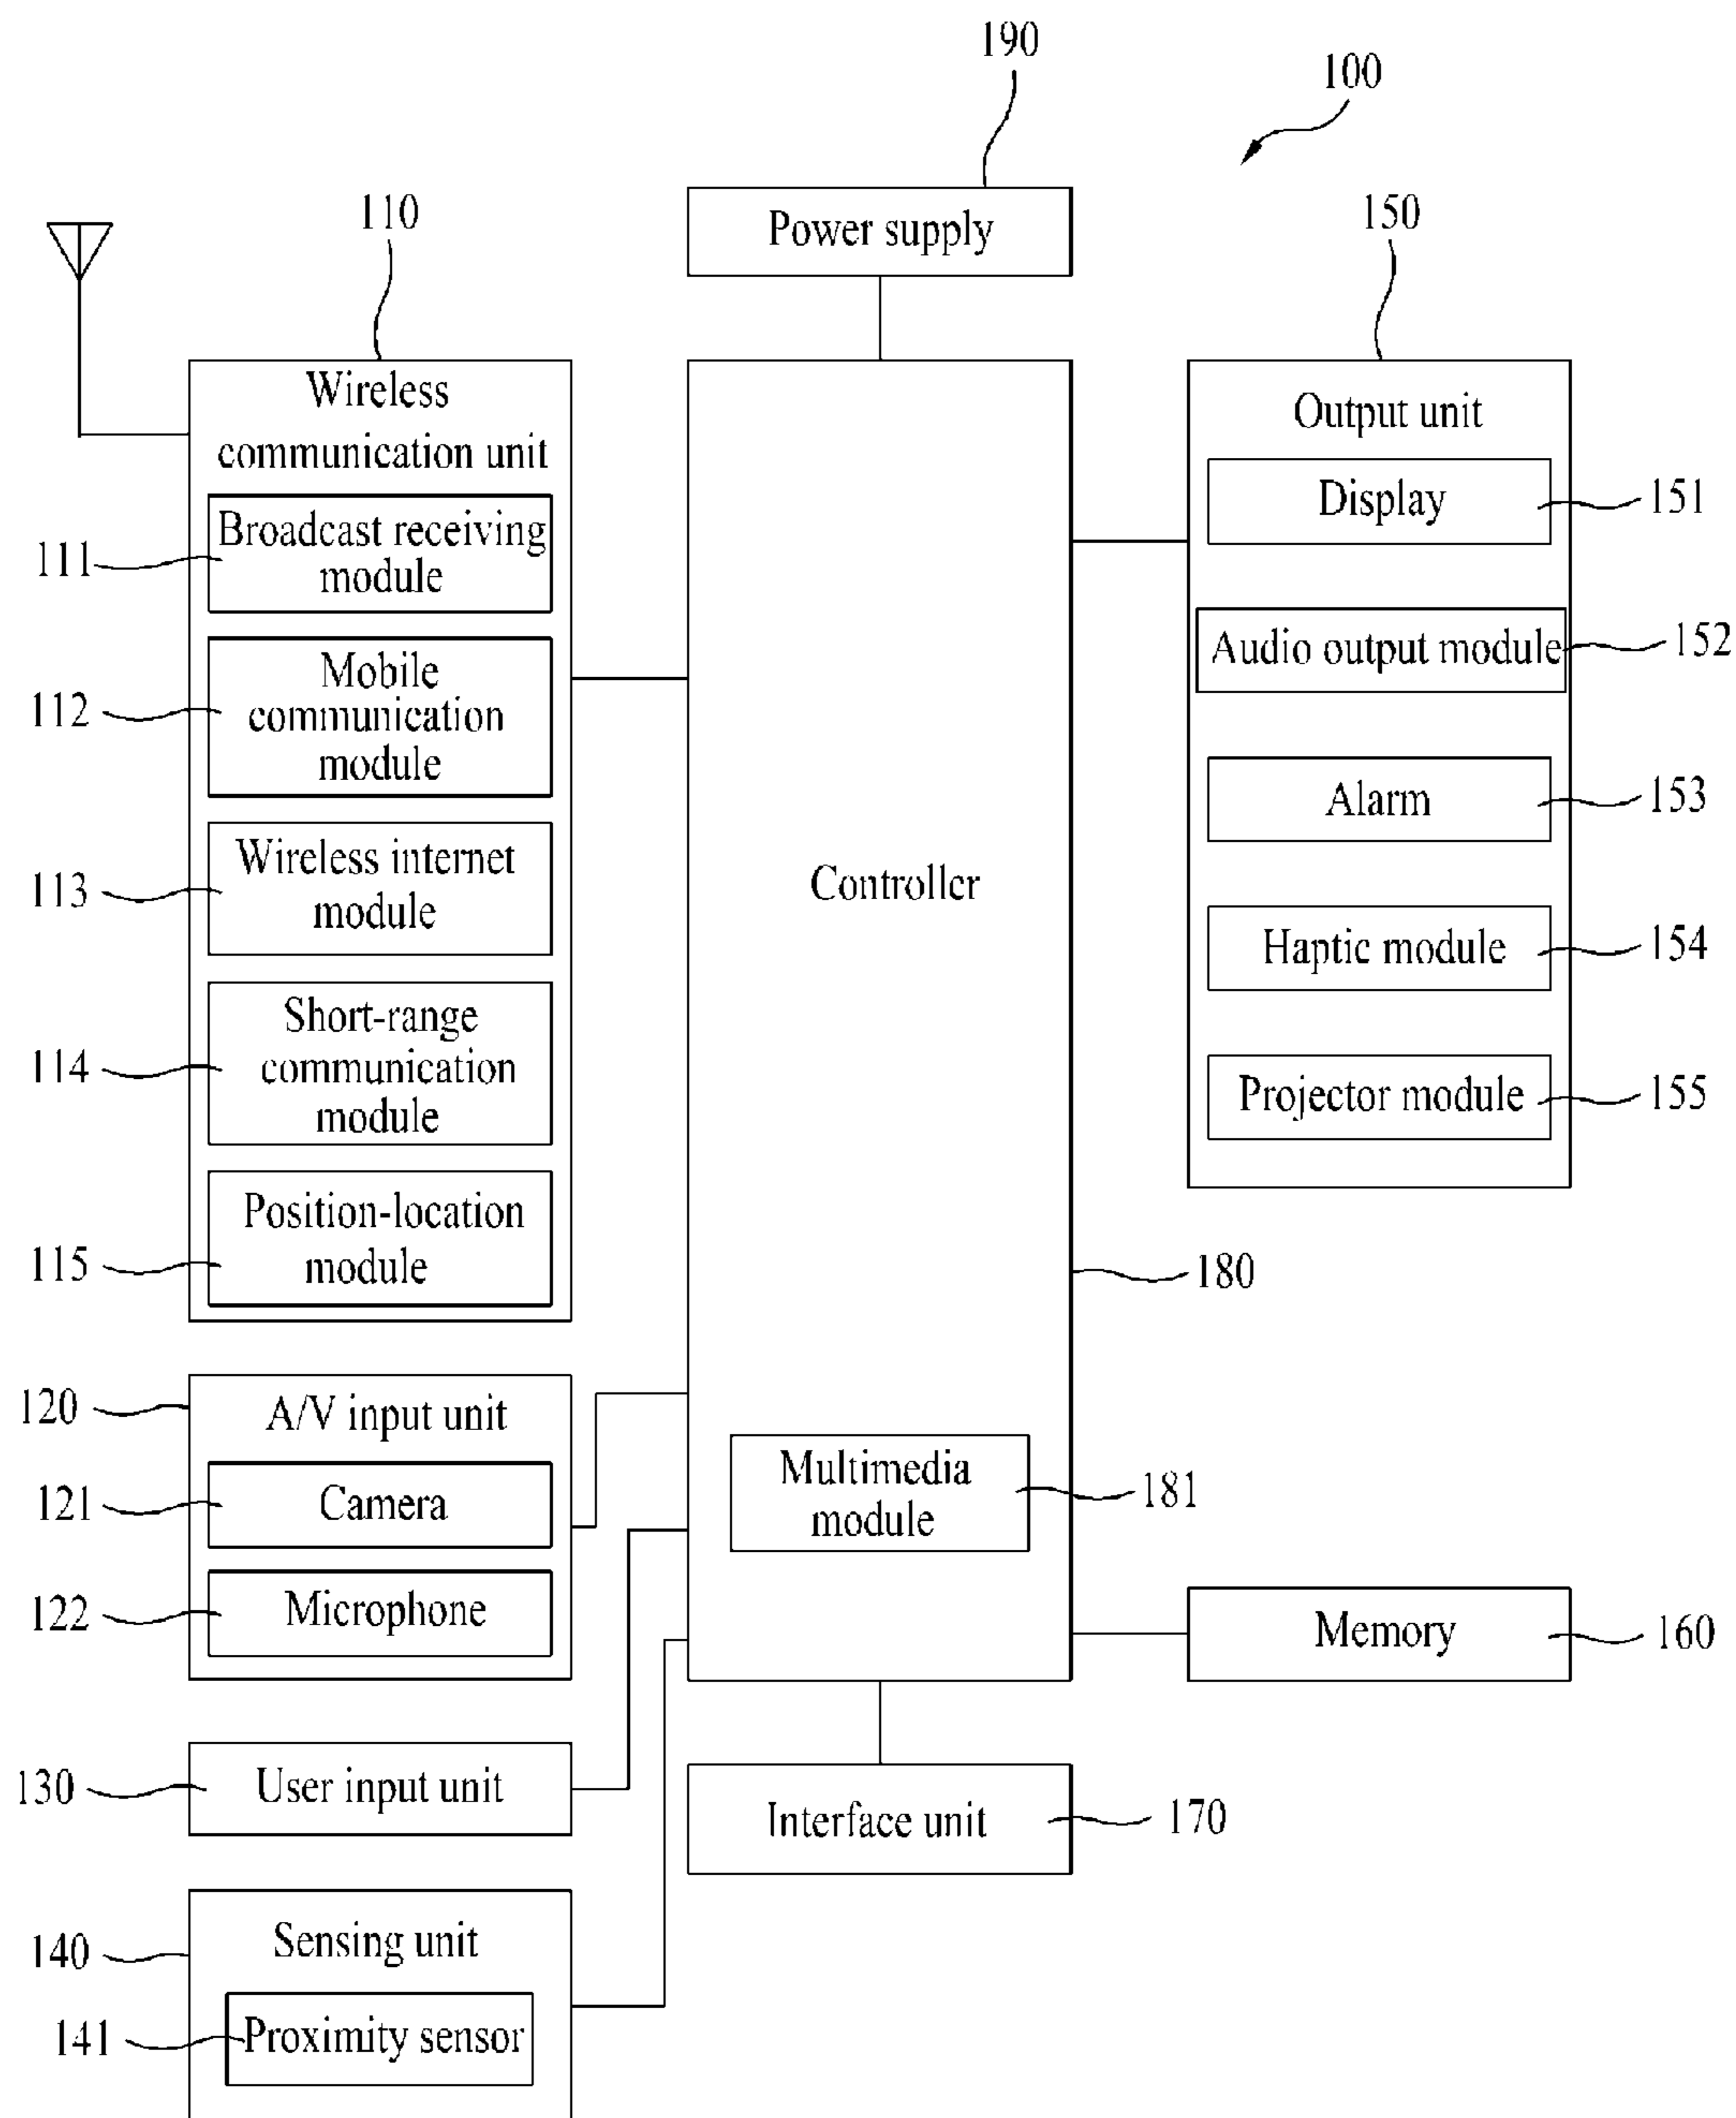 190
100
Power supply
110
150
Wireless
communication unit
Output unit
Broadcast receiving
module
111
Display
151
Mobile
communication
module
112
Audio output module
152
Wireless internet
module
113
Alarm
153
Controller
Short-range
communication
module
114
Haptic module
154
Position-location
module
115
Projector module
155
180
120
A/V input unit
121
Camera
122
Microphone
Multimedia
module
181
Memory
160
130
User input unit
Interface unit
170
140
Sensing unit
141
Proximity sensor